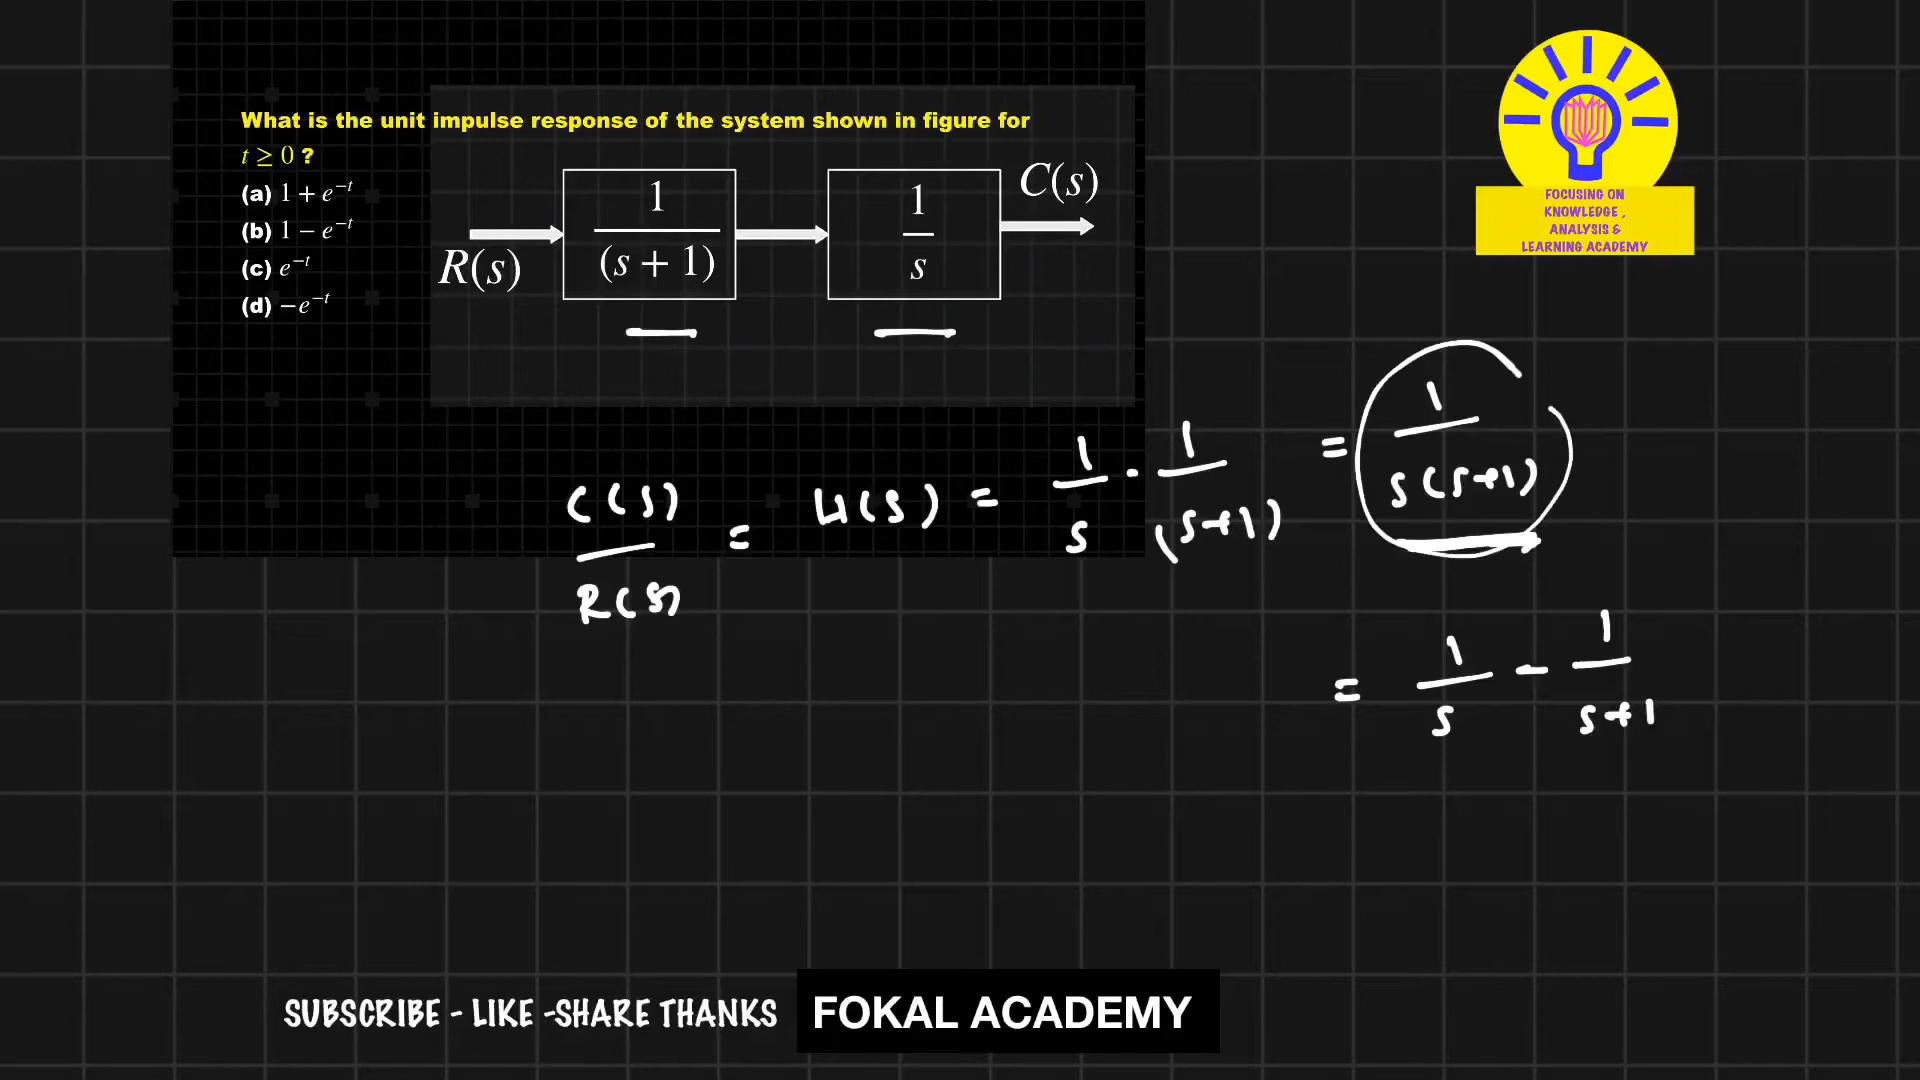 What is the unit impulse response of the system shown in figure for
t ≥ 0 ?
(a) 1 + e^{-t}
(b) 1 − e^{-t}
(c) e^{-t}
(d) −e^{-t}
R(s)
1
(s + 1)
1
s
C(s)
FOCUSING ON
KNOWLEDGE ,
ANALYSIS &
LEARNING ACADEMY
C(s)/R(s) = H(s) = 1/s · 1/(s+1) = 1/s(s+1)
= 1/s − 1/s+1
SUBSCRIBE - LIKE -SHARE THANKS
FOKAL ACADEMY